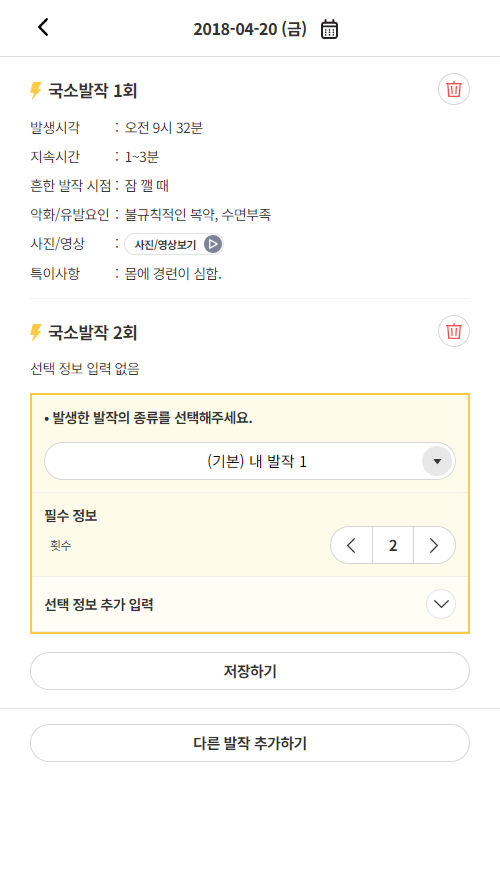 2018-04-20 (금)
국소발작 1회
발생시각 : 오전 9시 32분
지속시간 : 1~3분
흔한 발작 시점 : 잠 깰 때
악화/유발요인 : 불규칙적인 복약, 수면부족
사진/영상 : 사진/영상보기
특이사항 : 몸에 경련이 심함.
국소발작 2회
선택 정보 입력 없음
• 발생한 발작의 종류를 선택해주세요.
(기본) 내 발작 1
필수 정보
횟수 2
선택 정보 추가 입력
저장하기
다른 발작 추가하기